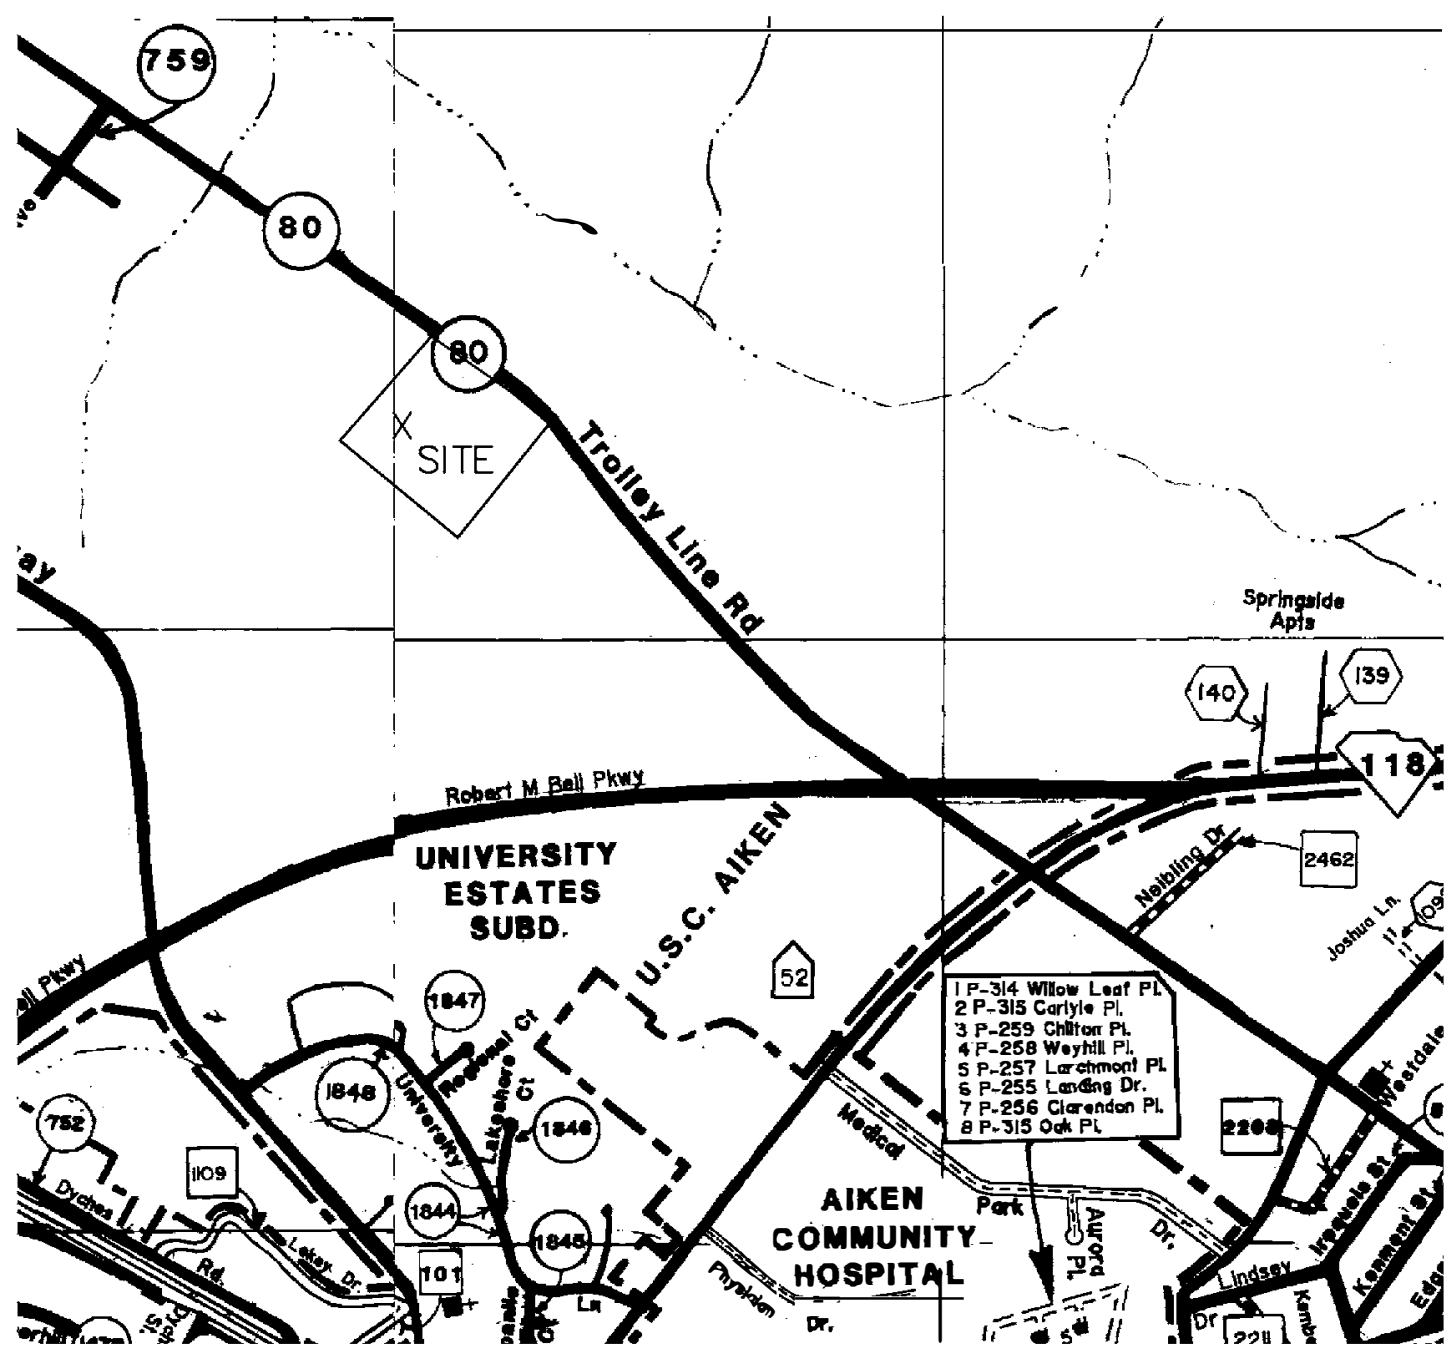 759
80
80
X
SITE
Trolley Line Rd
Springside
Apts
140
139
118
Robert M Bell Pkwy
UNIVERSITY
ESTATES
SUBD.
U.S.C. AIKEN
Neibling Dr
2462
Joshua Ln.
Pkwy
52
1847
Regional Ct
Lakeshore
Ct
1848
University
1846
1 P-314 Willow Leaf Pl.
2 P-315 Carlyle Pl.
3 P-259 Chilton Pl.
4 P-258 Weyhill Pl.
5 P-257 Larchmont Pl.
6 P-255 Landing Dr.
7 P-256 Clarendon Pl.
8 P-315 Oak Pl.
Westdale
752
1109
Dyches
Rd.
Lakey Dr.
1844
1845
101
Ln
Medical
Park
Dr.
Aurora
Pl.
AIKEN
COMMUNITY
HOSPITAL
Physician
Dr.
Iroquois St
Kenmont St
Lindsey
Dr
2211
5